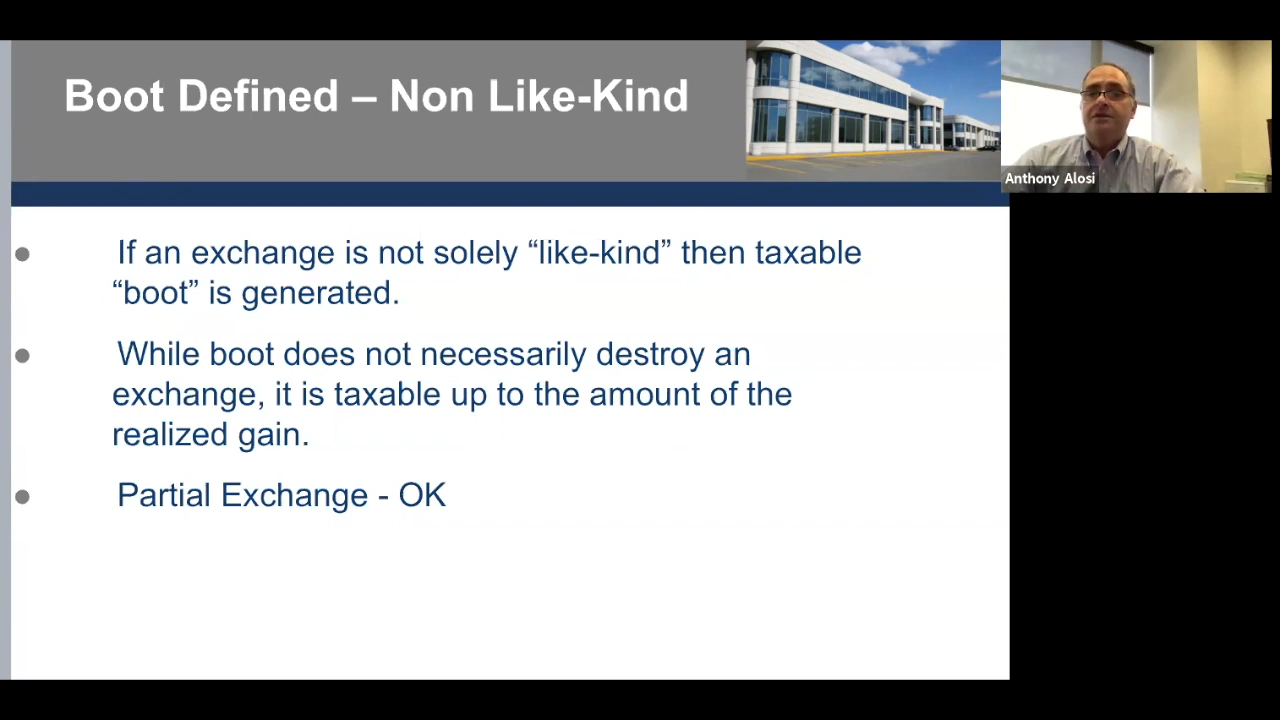 Boot Defined – Non Like-Kind
Anthony Alosi
● If an exchange is not solely “like-kind” then taxable
“boot” is generated.
● While boot does not necessarily destroy an
exchange, it is taxable up to the amount of the
realized gain.
● Partial Exchange - OK